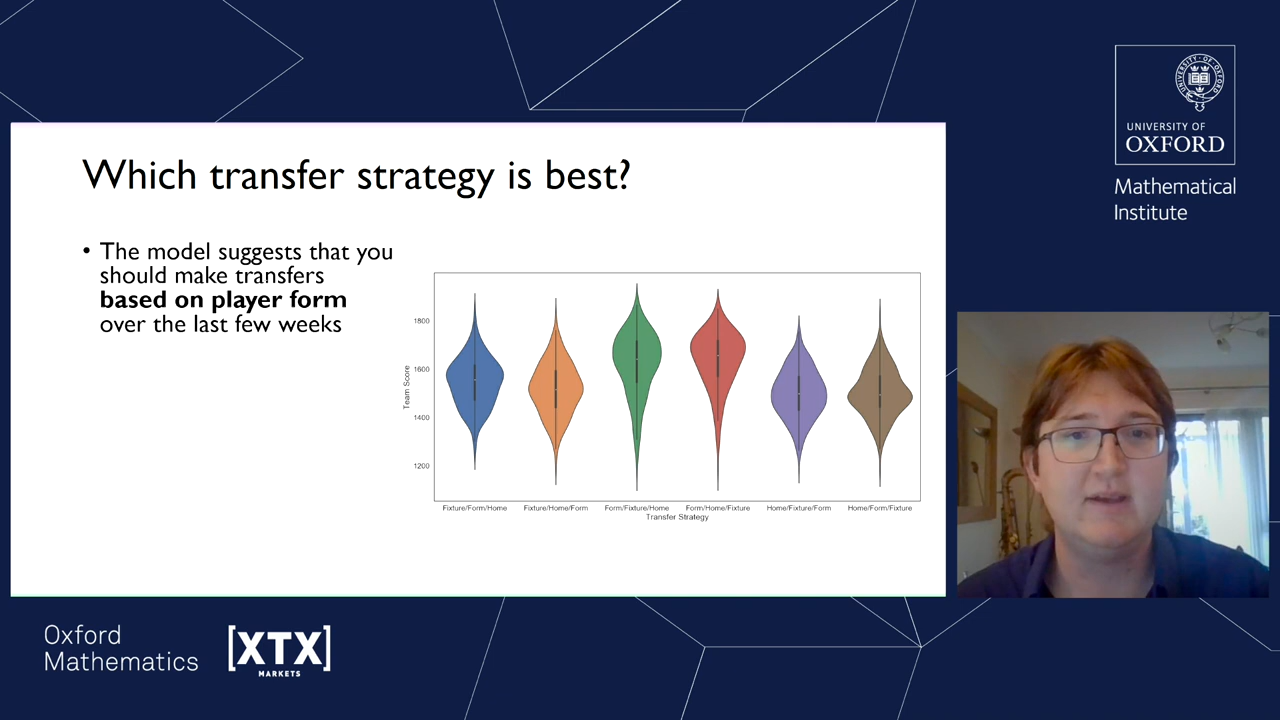 UNIVERSITY OF
OXFORD
Mathematical
Institute
Which transfer strategy is best?
• The model suggests that you
should make transfers
based on player form
over the last few weeks
Team Score
1800
1600
1400
1200
Fixture/Form/Home
Fixture/Home/Form
Form/Fixture/Home
Form/Home/Fixture
Home/Fixture/Form
Home/Form/Fixture
Transfer Strategy
Oxford
Mathematics
[XTX]
MARKETS